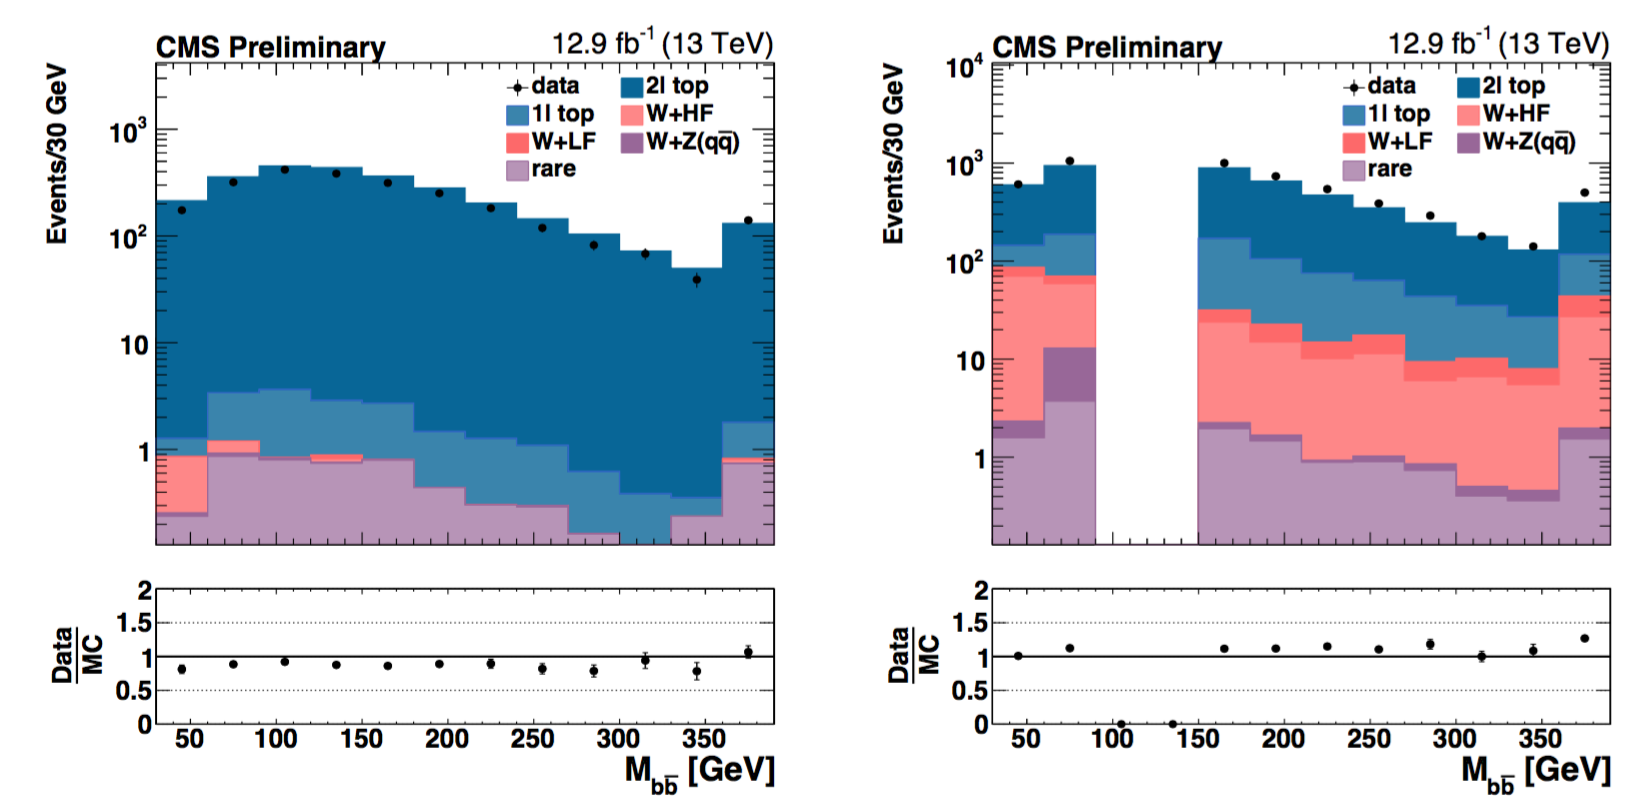 CMS Preliminary 12.9 fb⁻¹ (13 TeV)
Events/30 GeV
data 2l top
1l top W+HF
W+LF W+Z(qq̅)
rare
10³
10²
10
1
Data
MC
2
1.5
1
0.5
0
50 100 150 200 250 300 350
M_bb̅ [GeV]
CMS Preliminary 12.9 fb⁻¹ (13 TeV)
Events/30 GeV
data 2l top
1l top W+HF
W+LF W+Z(qq̅)
rare
10⁴
10³
10²
10
1
Data
MC
2
1.5
1
0.5
0
50 100 150 200 250 300 350
M_bb̅ [GeV]